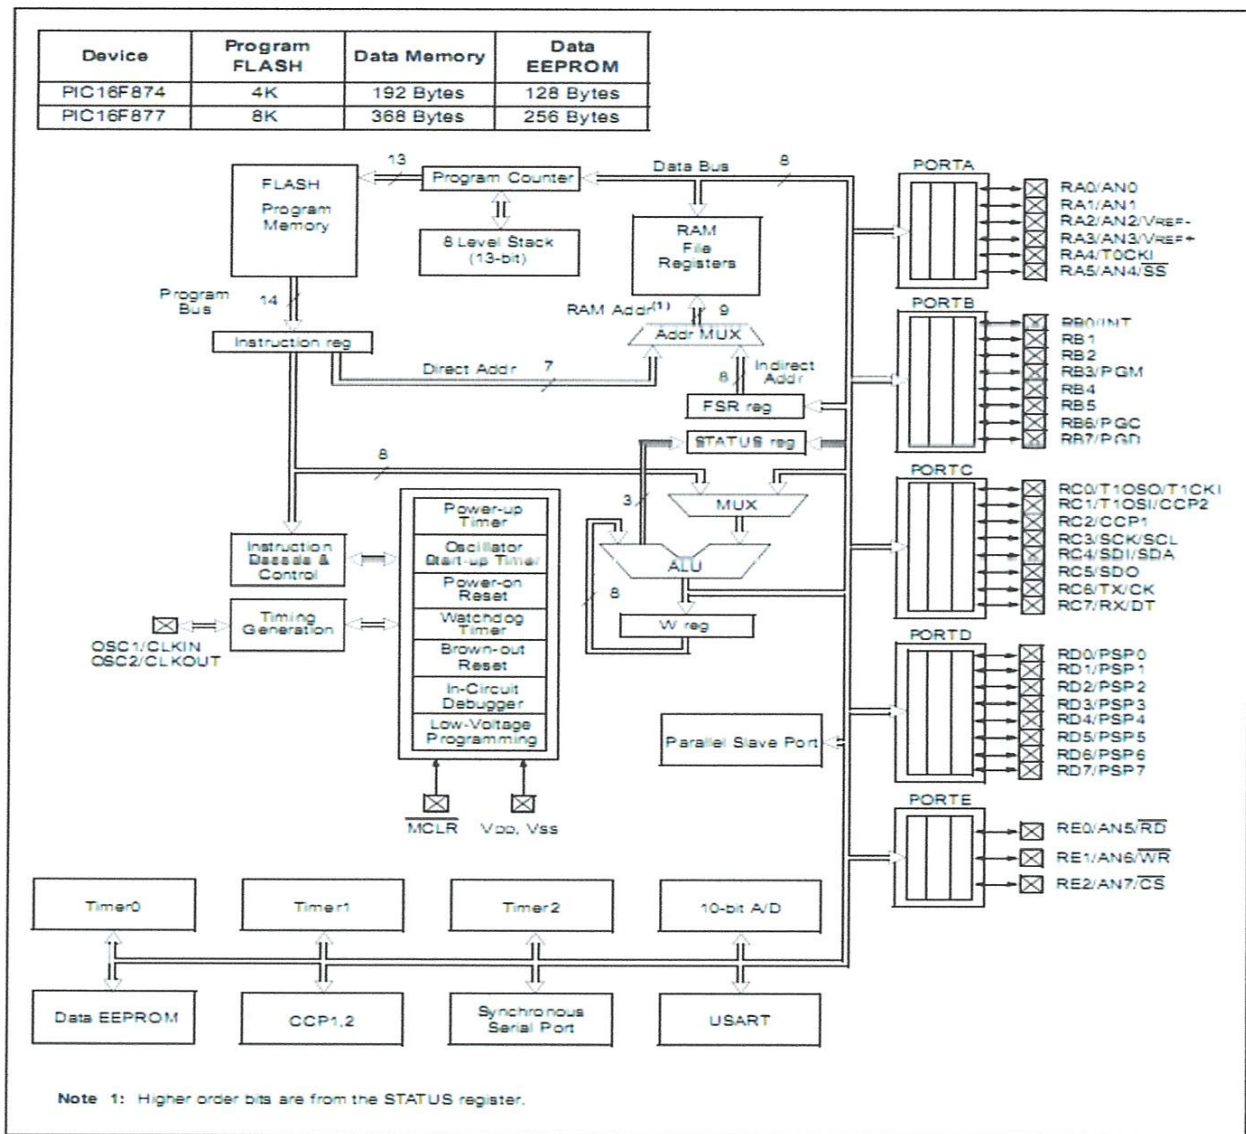 Device Program FLASH Data Memory Data EEPROM
PIC16F874 4K 192 Bytes 128 Bytes
PIC16F877 8K 368 Bytes 256 Bytes
FLASH
Program
Memory
13
Program Counter
8 Level Stack
(13-bit)
Data Bus
8
RAM
File
Registers
Program
Bus
14
Instruction reg
RAM Addr(1)
9
Addr MUX
Direct Addr
7
8
Indirect
Addr
FSR reg
STATUS reg
8
3
MUX
ALU
8
W reg
Power-up
Timer
Oscillator
Start-up Timer
Power-on
Reset
Watchdog
Timer
Brown-out
Reset
In-Circuit
Debugger
Low-Voltage
Programming
Instruction
Decode &
Control
Timing
Generation
OSC1/CLKIN
OSC2/CLKOUT
MCLR
VDD, VSS
Parallel Slave Port
PORTA
RA0/AN0
RA1/AN1
RA2/AN2/VREF-
RA3/AN3/VREF+
RA4/T0CKI
RA5/AN4/SS
PORTB
RB0/INT
RB1
RB2
RB3/PGM
RB4
RB5
RB6/PGC
RB7/PGD
PORTC
RC0/T1OSO/T1CKI
RC1/T1OSI/CCP2
RC2/CCP1
RC3/SCK/SCL
RC4/SDI/SDA
RC5/SDO
RC6/TX/CK
RC7/RX/DT
PORTD
RD0/PSP0
RD1/PSP1
RD2/PSP2
RD3/PSP3
RD4/PSP4
RD5/PSP5
RD6/PSP6
RD7/PSP7
PORTE
RE0/AN5/RD
RE1/AN6/WR
RE2/AN7/CS
Timer0
Timer1
Timer2
10-bit A/D
Data EEPROM
CCP1,2
Synchronous
Serial Port
USART
Note 1: Higher order bits are from the STATUS register.